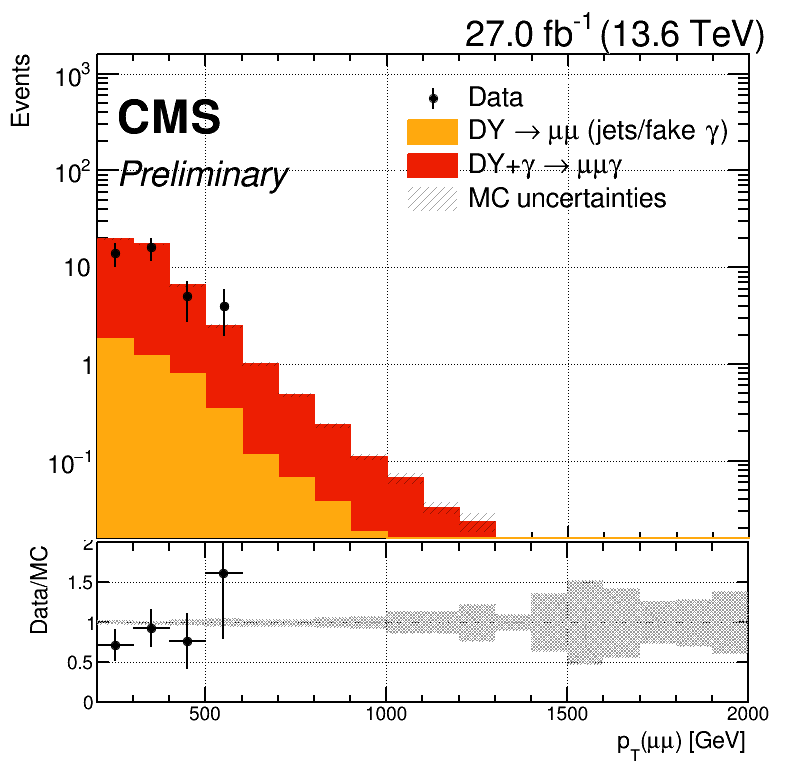 27.0 fb⁻¹ (13.6 TeV)
Events
10³
10²
10
1
10⁻¹
CMS
Preliminary
Data
DY → μμ (jets/fake γ)
DY+γ → μμγ
MC uncertainties
Data/MC
2
1.5
1
0.5
0
500
1000
1500
2000
p_T(μμ) [GeV]